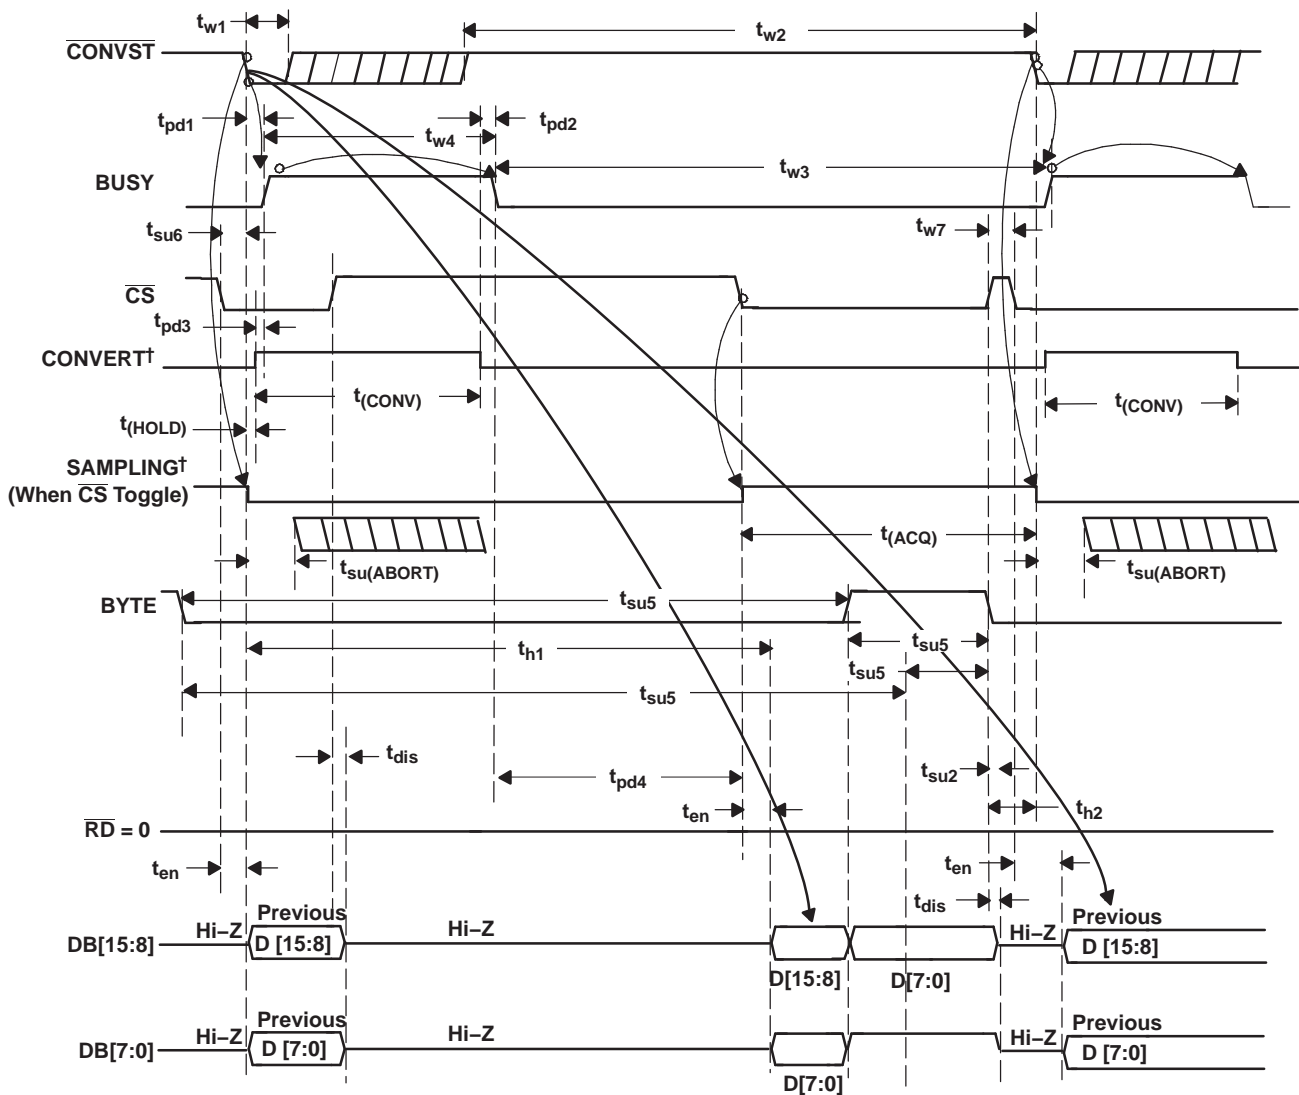 tw1
CONVST
tw2
tpd1
tw4
tpd2
BUSY
tw3
tsu6
tw7
CS
tpd3
CONVERT†
t(CONV)
t(CONV)
t(HOLD)
SAMPLING†
(When CS Toggle)
t(ACQ)
tsu(ABORT)
tsu(ABORT)
BYTE
tsu5
th1
tsu5
tsu5
tsu5
tdis
tpd4
tsu2
ten
th2
RD = 0
ten
ten
tdis
Previous
Previous
DB[15:8]
Hi–Z
D [15:8]
Hi–Z
Hi–Z
D [15:8]
D[15:8]
D[7:0]
Previous
Previous
DB[7:0]
Hi–Z
D [7:0]
Hi–Z
Hi–Z
D [7:0]
D[7:0]